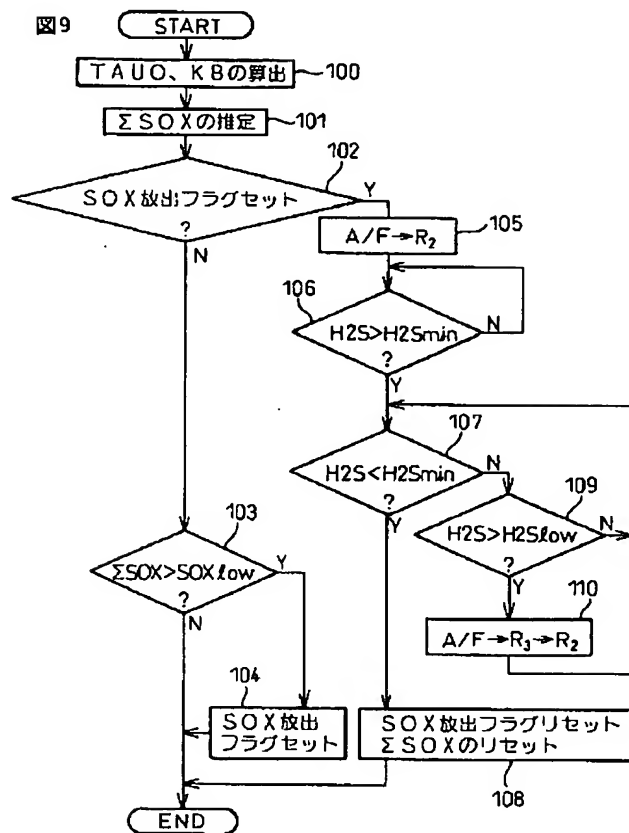 図9
START
TAUO、KBの算出
100
ΣSOXの推定
101
102
SOX放出フラグセット
?
Y
N
A/F→R₂
105
106
H2S>H2Smin
?
N
Y
107
H2S<H2Smin
?
N
Y
109
H2S>H2Slow
?
N
Y
110
A/F→R₃→R₂
103
ΣSOX>SOXlow
?
Y
N
104
SOX放出
フラグセット
SOX放出フラグリセット
ΣSOXのリセット
108
END